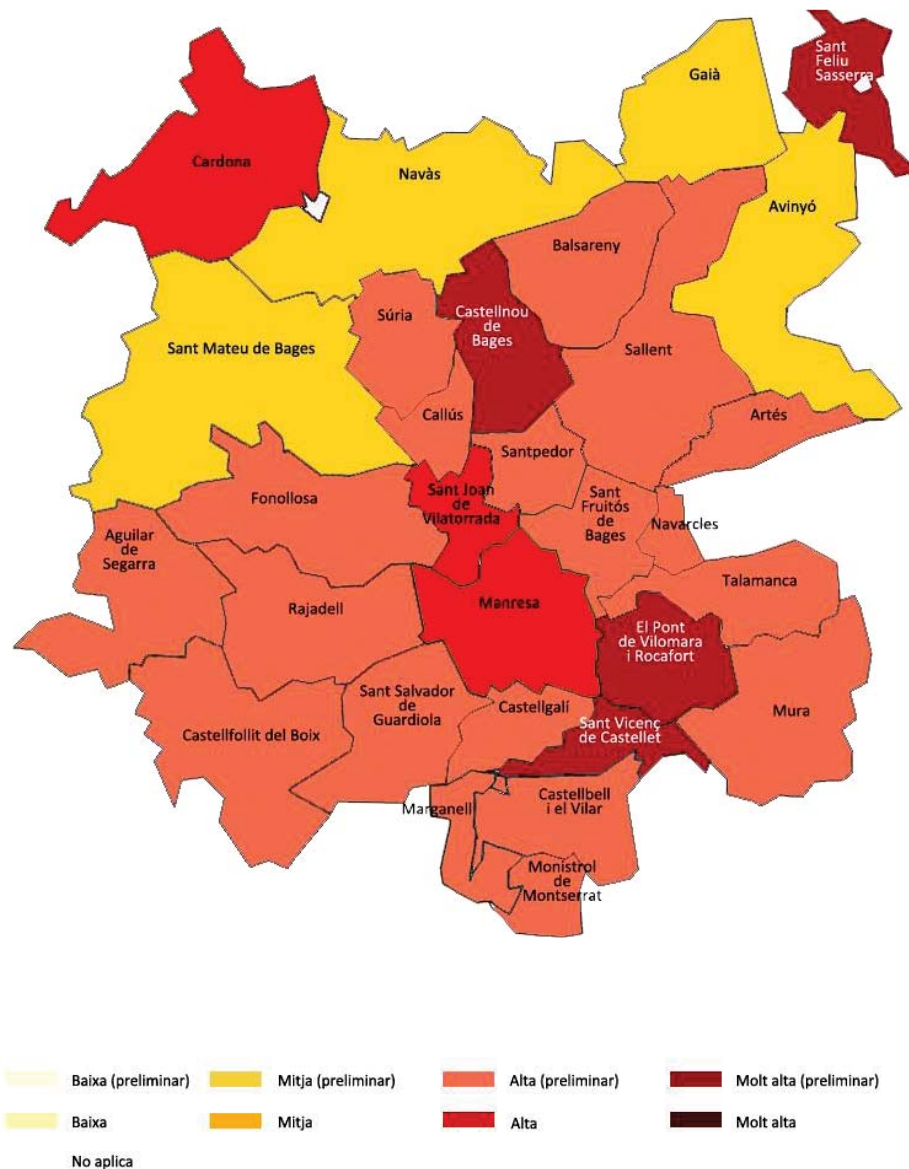 Sant
Feliu
Sasserra
Gaià
Cardona
Navàs
Avinyó
Balsareny
Castellnou
de
Bages
Súria
Sant Mateu de Bages
Sallent
Callús
Artés
Santpedor
Fonollosa
Sant Joan
de
Vilatorrada
Sant
Fruitós
de
Bages
Navarcles
Aguilar
de
Segarra
Talamanca
Rajadell
Manresa
El Pont
de Vilomara
i Rocafort
Sant Salvador
de
Guardiola
Castellgalí
Sant Vicenç
de Castellet
Mura
Castellfollit del Boix
Marganell
Castellbell
i el Vilar
Monistrol
de
Montserrat
Baixa (preliminar)
Mitja (preliminar)
Alta (preliminar)
Molt alta (preliminar)
Baixa
Mitja
Alta
Molt alta
No aplica